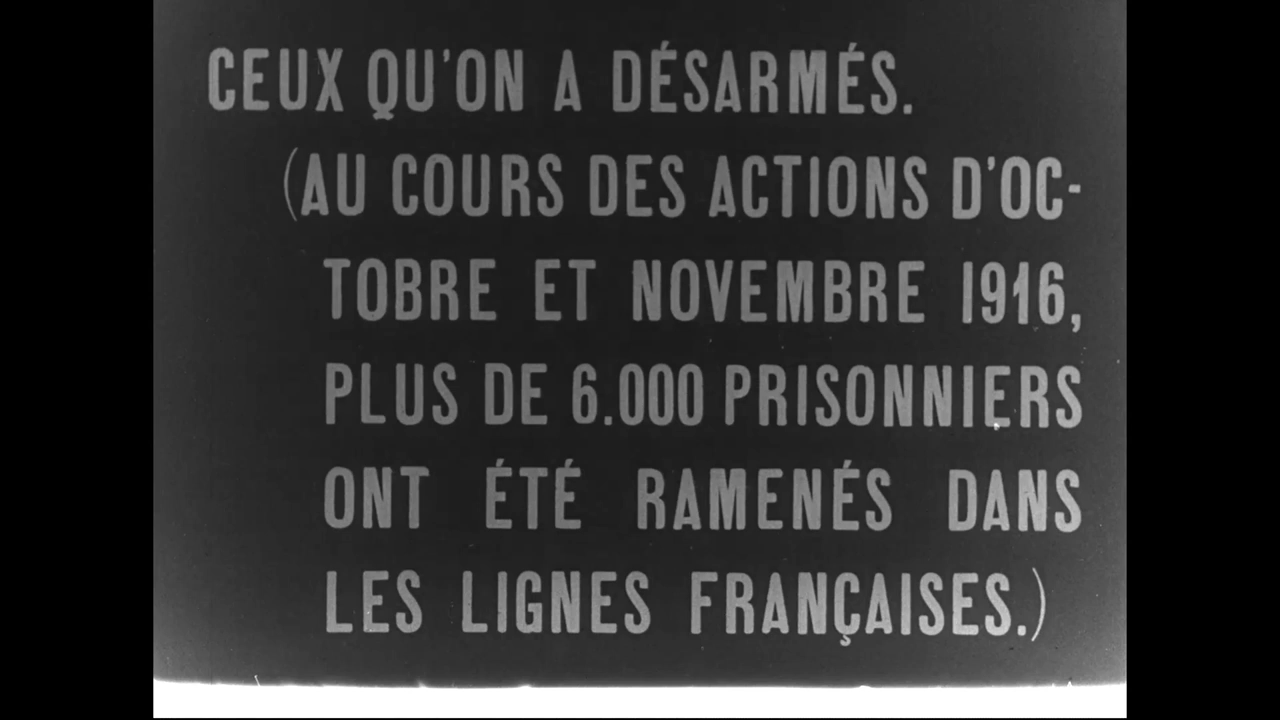 CEUX QU'ON A DÉSARMÉS.
(AU COURS DES ACTIONS D'OC-
TOBRE ET NOVEMBRE 1916,
PLUS DE 6.000 PRISONNIERS
ONT ÉTÉ RAMENÉS DANS
LES LIGNES FRANÇAISES.)